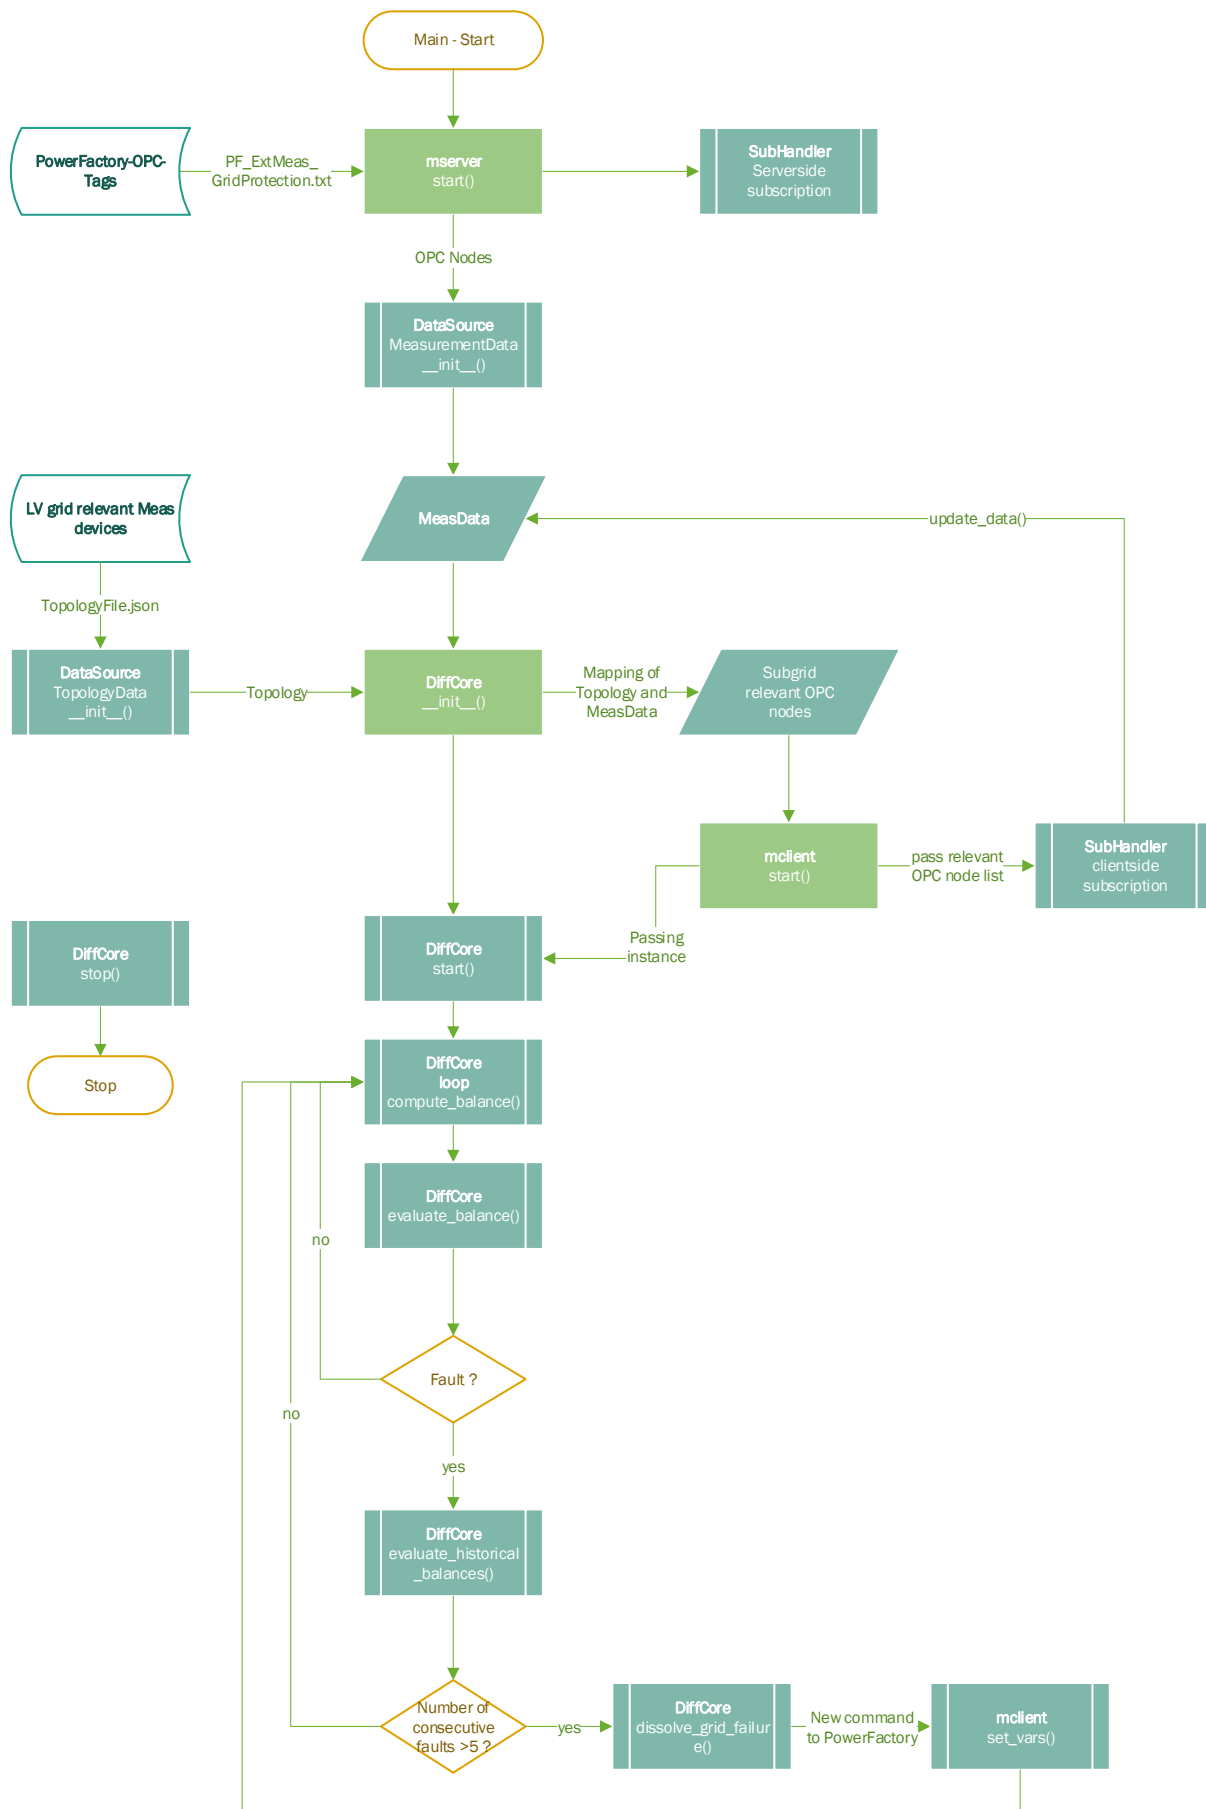 Main - Start
PowerFactory-OPC-
Tags
PF_ExtMeas_
GridProtection.txt
mserver
start()
SubHandler
Serverside
subscription
OPC Nodes
DataSource
MeasurementData
__init__()
LV grid relevant Meas
devices
MeasData
update_data()
TopologyFile.json
DataSource
TopologyData
__init__()
Topology
DiffCore
__init__()
Mapping of
Topology and
MeasData
Subgrid
relevant OPC
nodes
mclient
start()
pass relevant
OPC node list
SubHandler
clientside
subscription
Passing
instance
DiffCore
stop()
DiffCore
start()
Stop
DiffCore
loop
compute_balance()
DiffCore
evaluate_balance()
no
Fault ?
no
yes
DiffCore
evaluate_historical
_balances()
Number of
consecutive
faults >5 ?
yes
DiffCore
dissolve_grid_failur
e()
New command
to PowerFactory
mclient
set_vars()